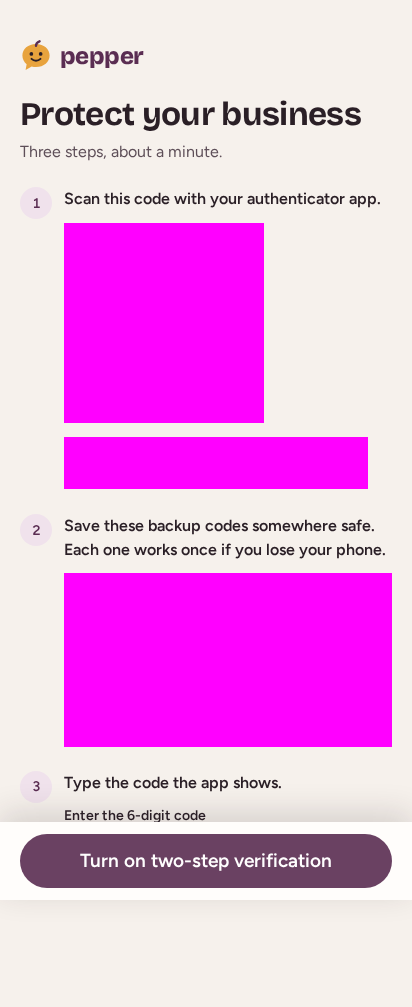 pepper
Protect your business
Three steps, about a minute.
1
Scan this code with your authenticator app.
2
Save these backup codes somewhere safe.
Each one works once if you lose your phone.
3
Type the code the app shows.
Enter the 6-digit code
Turn on two-step verification